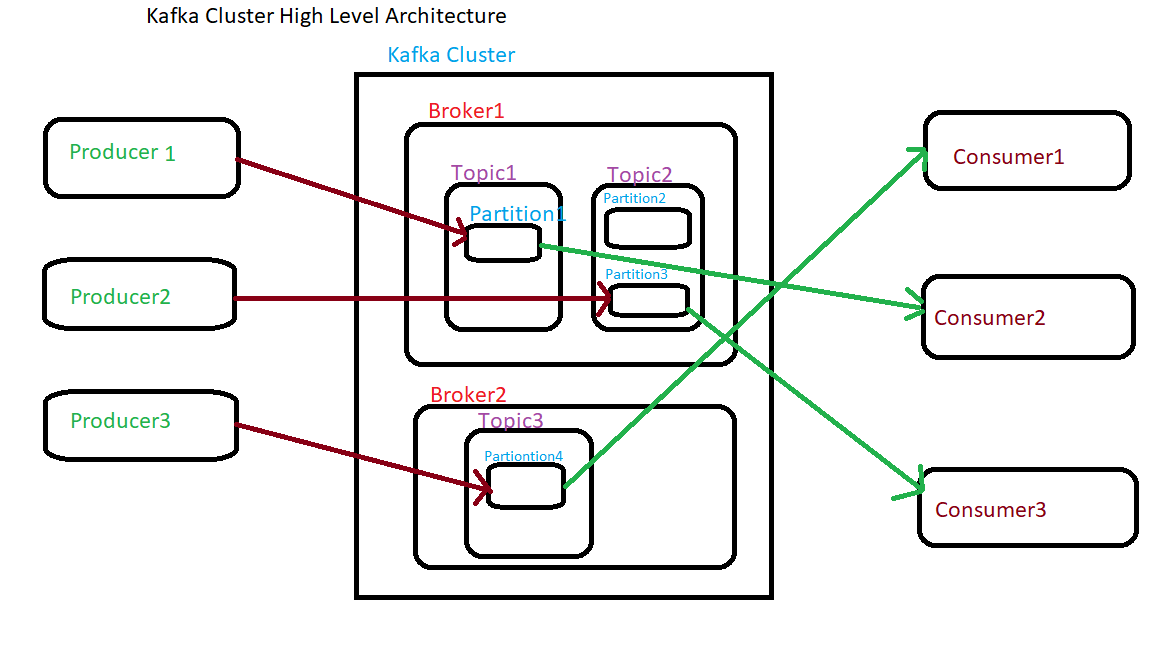 Kafka Cluster High Level Architecture
Kafka Cluster
Broker1
Producer 1
Consumer1
Topic1
Topic2
Partition2
Partition1
Partition3
Producer2
Consumer2
Broker2
Producer3
Topic3
Partiontion4
Consumer3